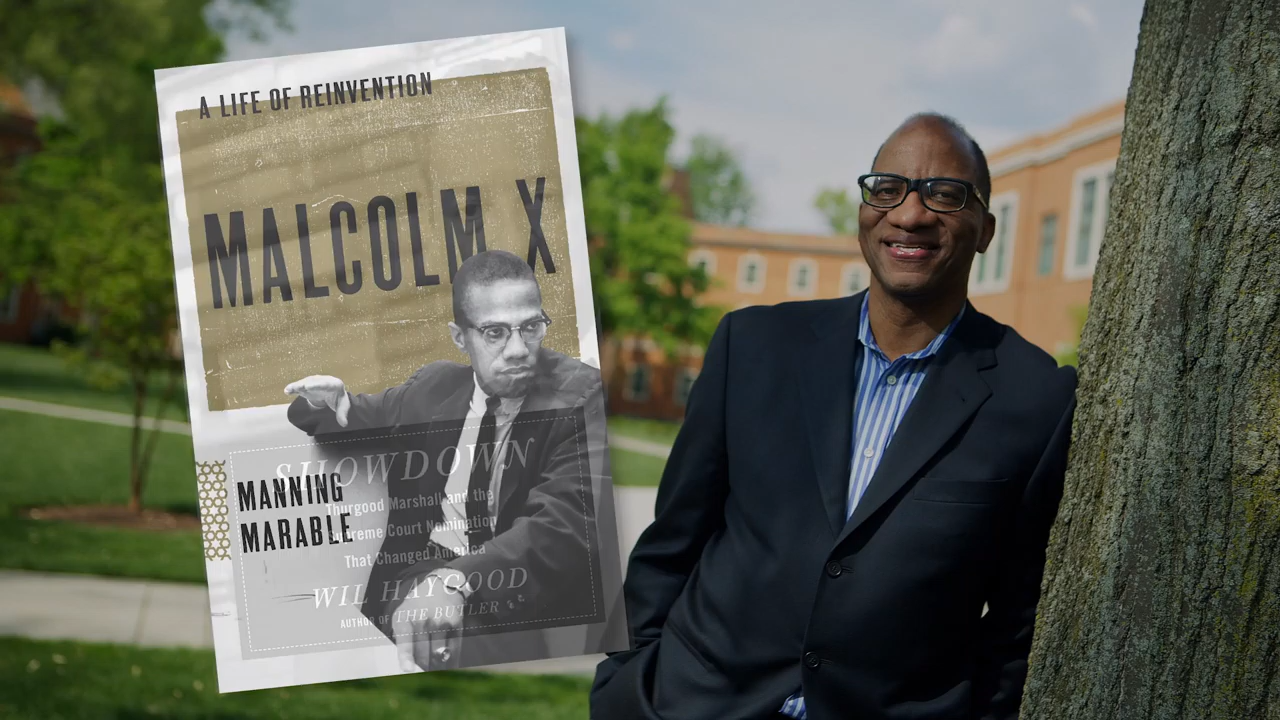 A LIFE OF REINVENTION
MALCOLM X
MANNING
MARABLE
SHOWDOWN
Thurgood Marshall and the
Supreme Court Nomination
That Changed America
WIL HAYGOOD
AUTHOR OF THE BUTLER